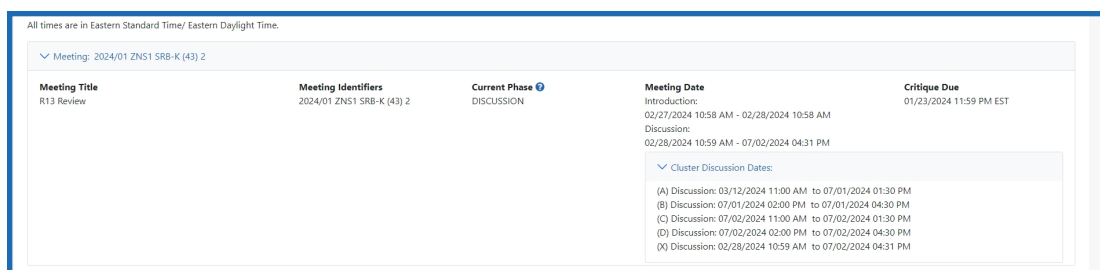 All times are in Eastern Standard Time/ Eastern Daylight Time.
Meeting: 2024/01 ZNS1 SRB-K (43) 2
Meeting Title
R13 Review
Meeting Identifiers
2024/01 ZNS1 SRB-K (43) 2
Current Phase ?
DISCUSSION
Meeting Date
Introduction:
02/27/2024 10:58 AM - 02/28/2024 10:58 AM
Discussion:
02/28/2024 10:59 AM - 07/02/2024 04:31 PM
Cluster Discussion Dates:
(A) Discussion: 03/12/2024 11:00 AM to 07/01/2024 01:30 PM
(B) Discussion: 07/01/2024 02:00 PM to 07/01/2024 04:30 PM
(C) Discussion: 07/02/2024 11:00 AM to 07/02/2024 01:30 PM
(D) Discussion: 07/02/2024 02:00 PM to 07/02/2024 04:30 PM
(X) Discussion: 02/28/2024 10:59 AM to 07/02/2024 04:31 PM
Critique Due
01/23/2024 11:59 PM EST